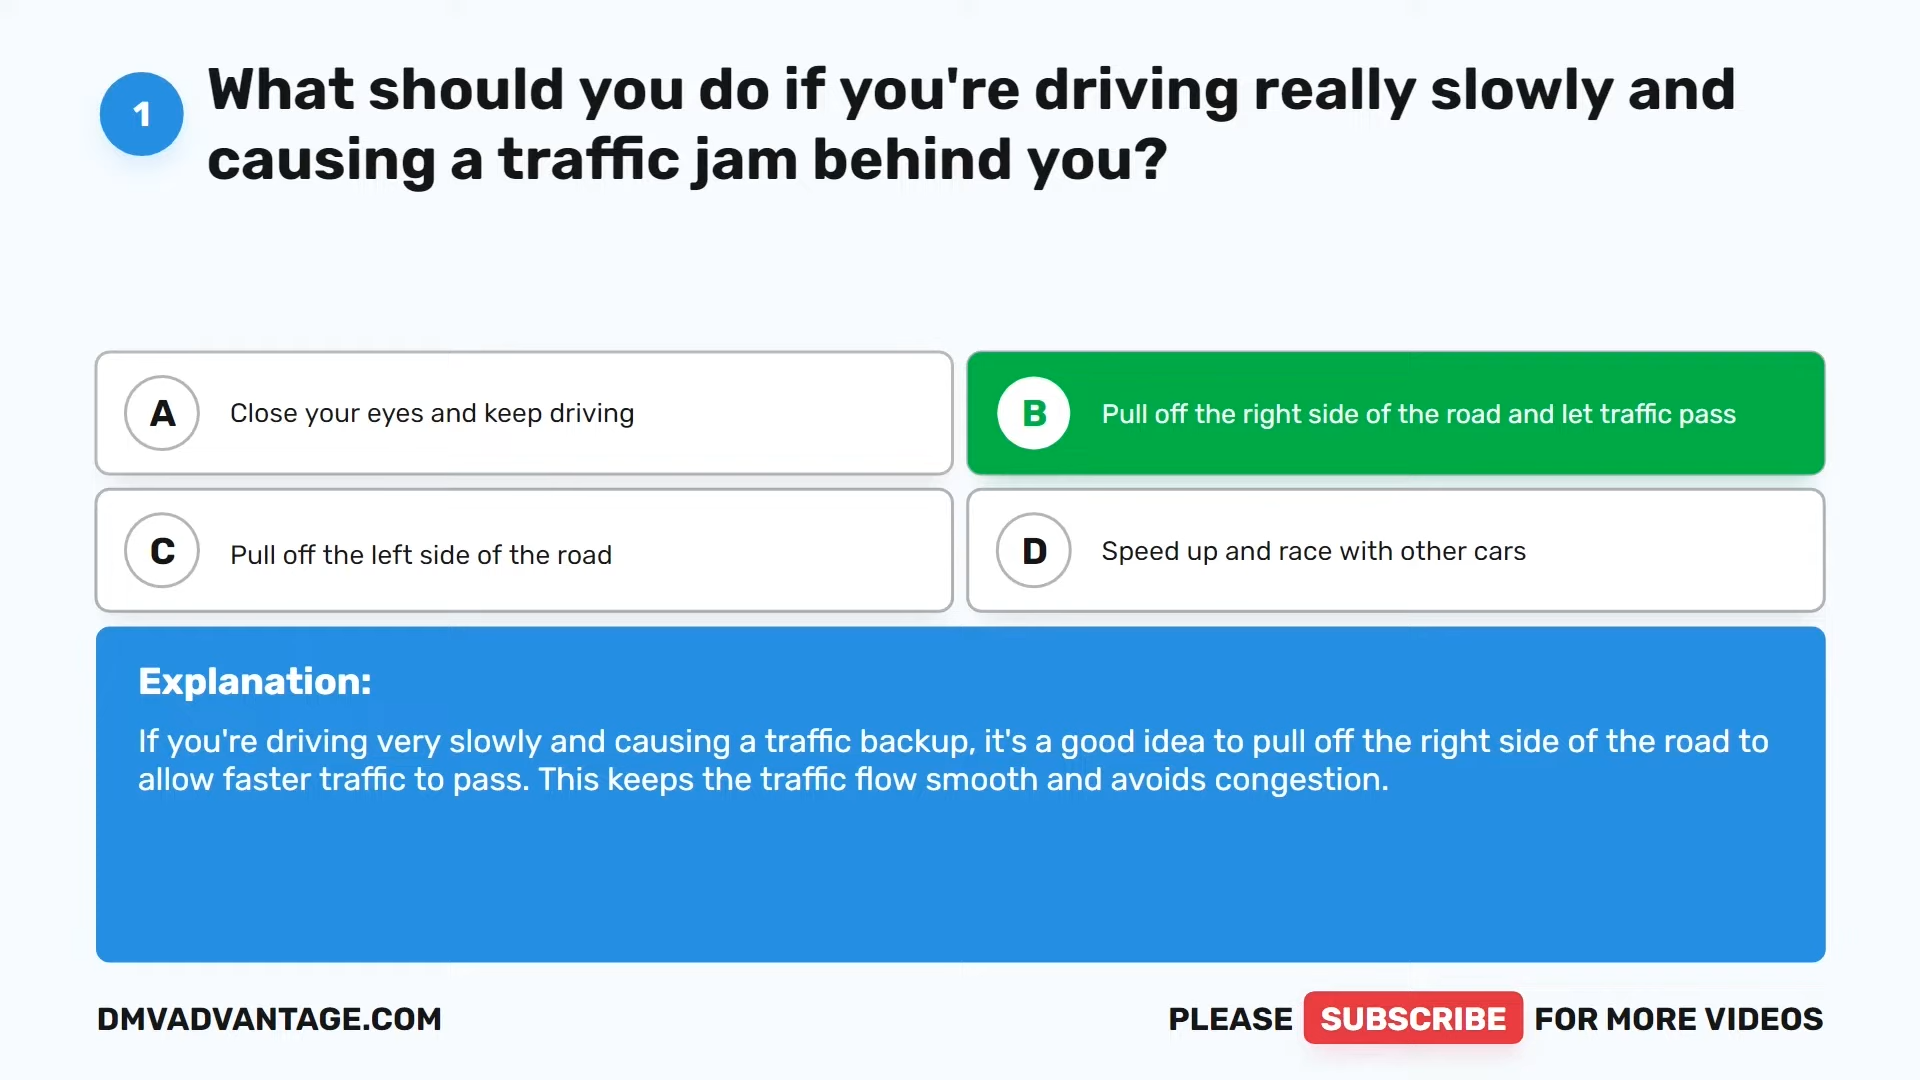 1
What should you do if you're driving really slowly and
causing a traffic jam behind you?
A
Close your eyes and keep driving
B
Pull off the right side of the road and let traffic pass
C
Pull off the left side of the road
D
Speed up and race with other cars
Explanation:
If you're driving very slowly and causing a traffic backup, it's a good idea to pull off the right side of the road to
allow faster traffic to pass. This keeps the traffic flow smooth and avoids congestion.
DMVADVANTAGE.COM
PLEASE SUBSCRIBE FOR MORE VIDEOS